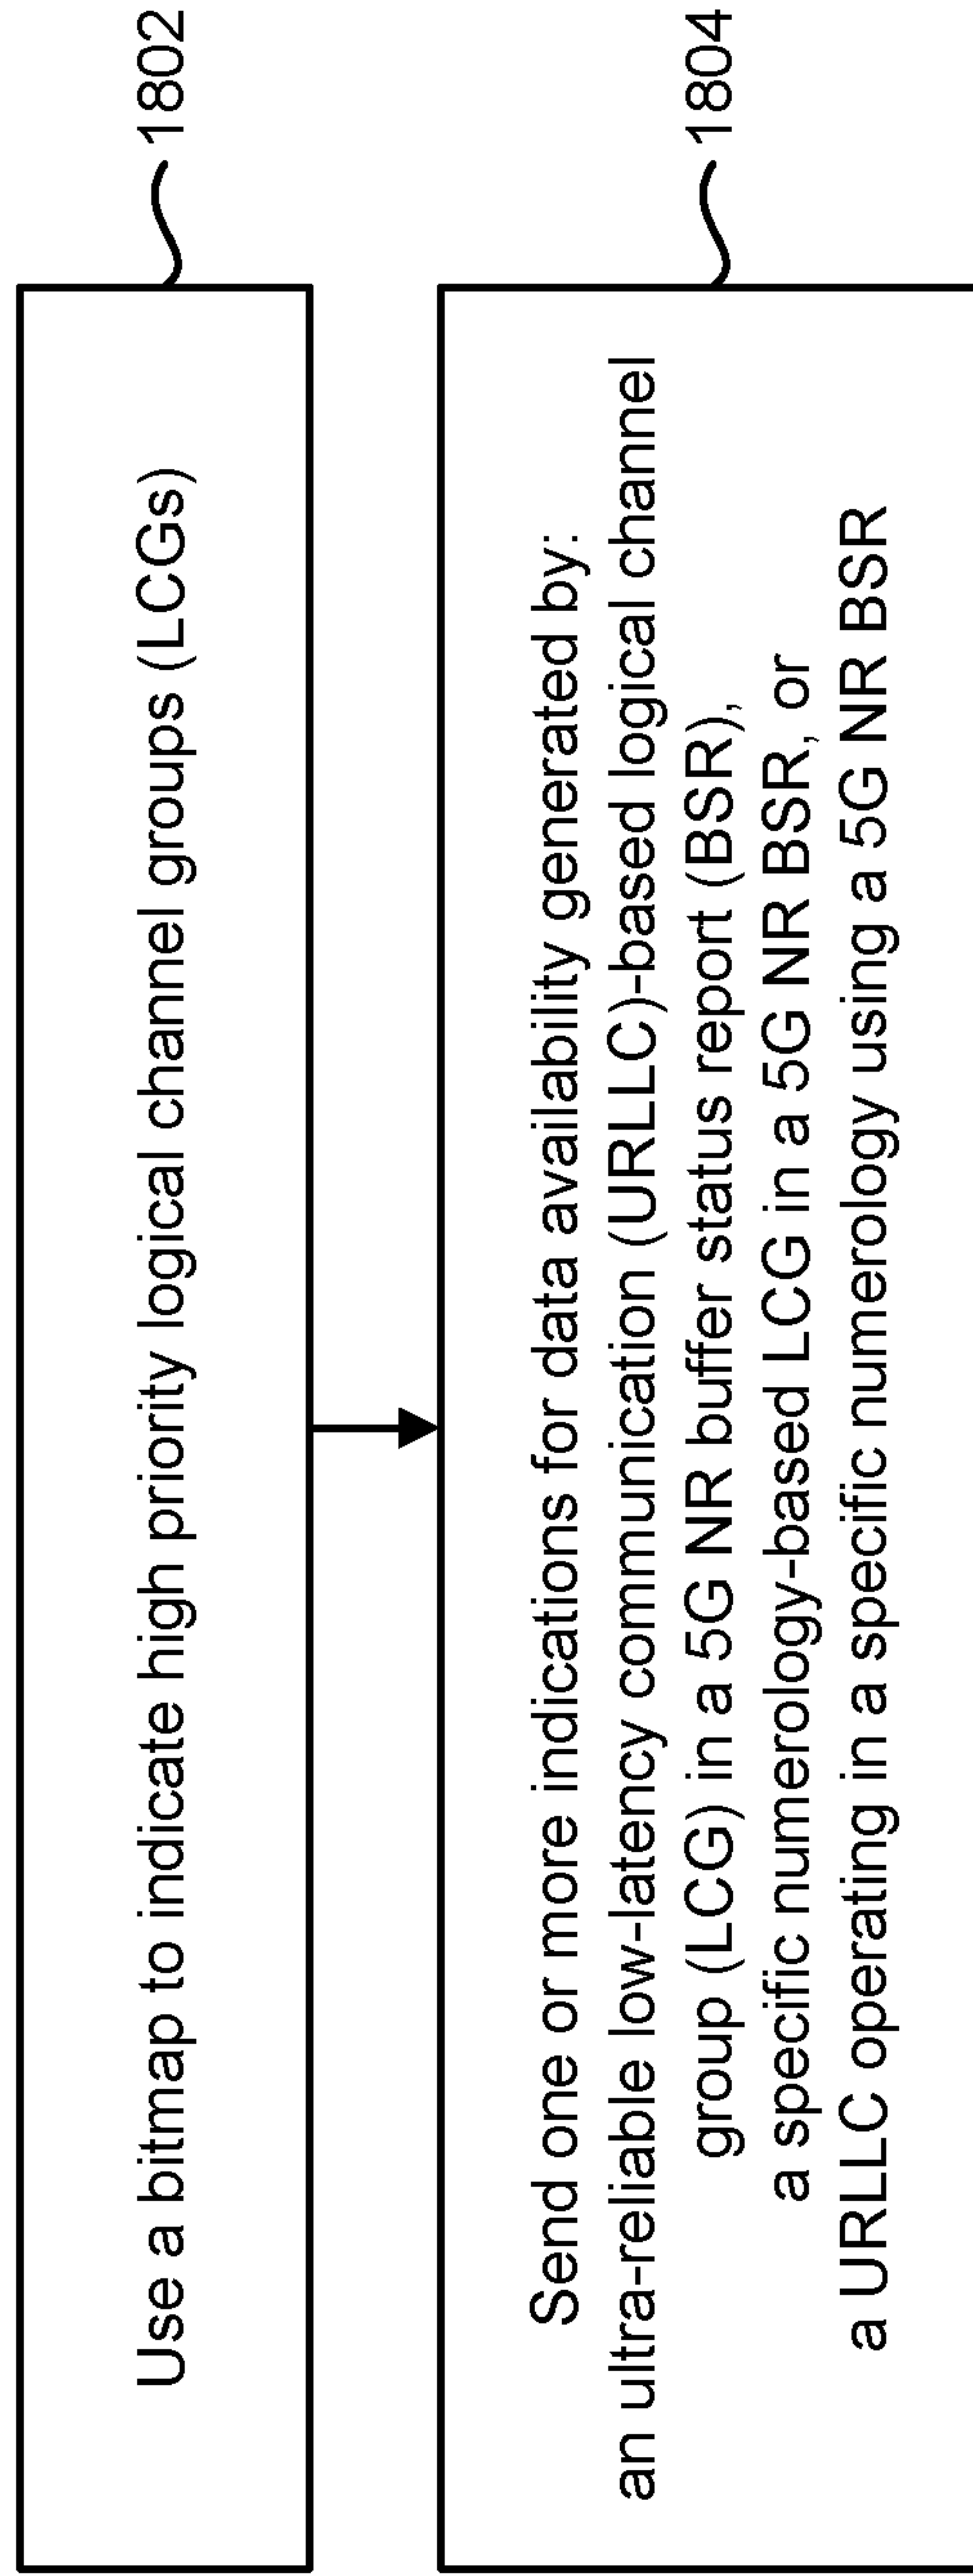 Use a bitmap to indicate high priority logical channel groups (LCGs)
1802
Send one or more indications for data availability generated by:
an ultra-reliable low-latency communication (URLLC)-based logical channel
group (LCG) in a 5G NR buffer status report (BSR),
a specific numerology-based LCG in a 5G NR BSR, or
a URLLC operating in a specific numerology using a 5G NR BSR
1804